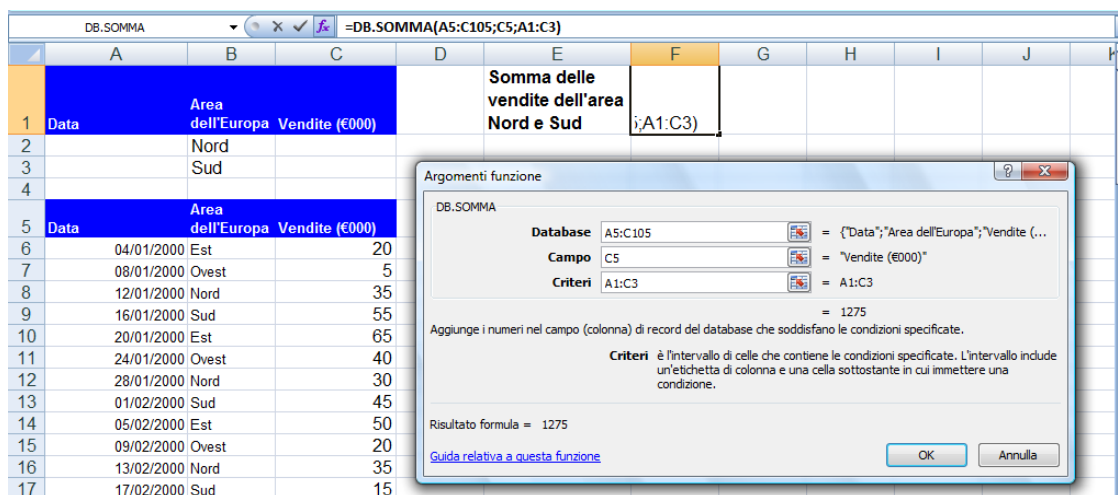 DB.SOMMA fx =DB.SOMMA(A5:C105;C5;A1:C3)
A B C D E F G H I J
1 Data Area dell'Europa Vendite (€000) Somma delle vendite dell'area Nord e Sud ;A1:C3)
2 Nord
3 Sud
4
5 Data Area dell'Europa Vendite (€000)
6 04/01/2000 Est 20
7 08/01/2000 Ovest 5
8 12/01/2000 Nord 35
9 16/01/2000 Sud 55
10 20/01/2000 Est 65
11 24/01/2000 Ovest 40
12 28/01/2000 Nord 30
13 01/02/2000 Sud 45
14 05/02/2000 Est 50
15 09/02/2000 Ovest 20
16 13/02/2000 Nord 35
17 17/02/2000 Sud 15
Argomenti funzione
DB.SOMMA
Database A5:C105 = {"Data";"Area dell'Europa";"Vendite (...
Campo C5 = "Vendite (€000)"
Criteri A1:C3 = A1:C3
= 1275
Aggiunge i numeri nel campo (colonna) di record del database che soddisfano le condizioni specificate.
Criteri è l'intervallo di celle che contiene le condizioni specificate. L'intervallo include
un'etichetta di colonna e una cella sottostante in cui immettere una
condizione.
Risultato formula = 1275
Guida relativa a questa funzione
OK Annulla